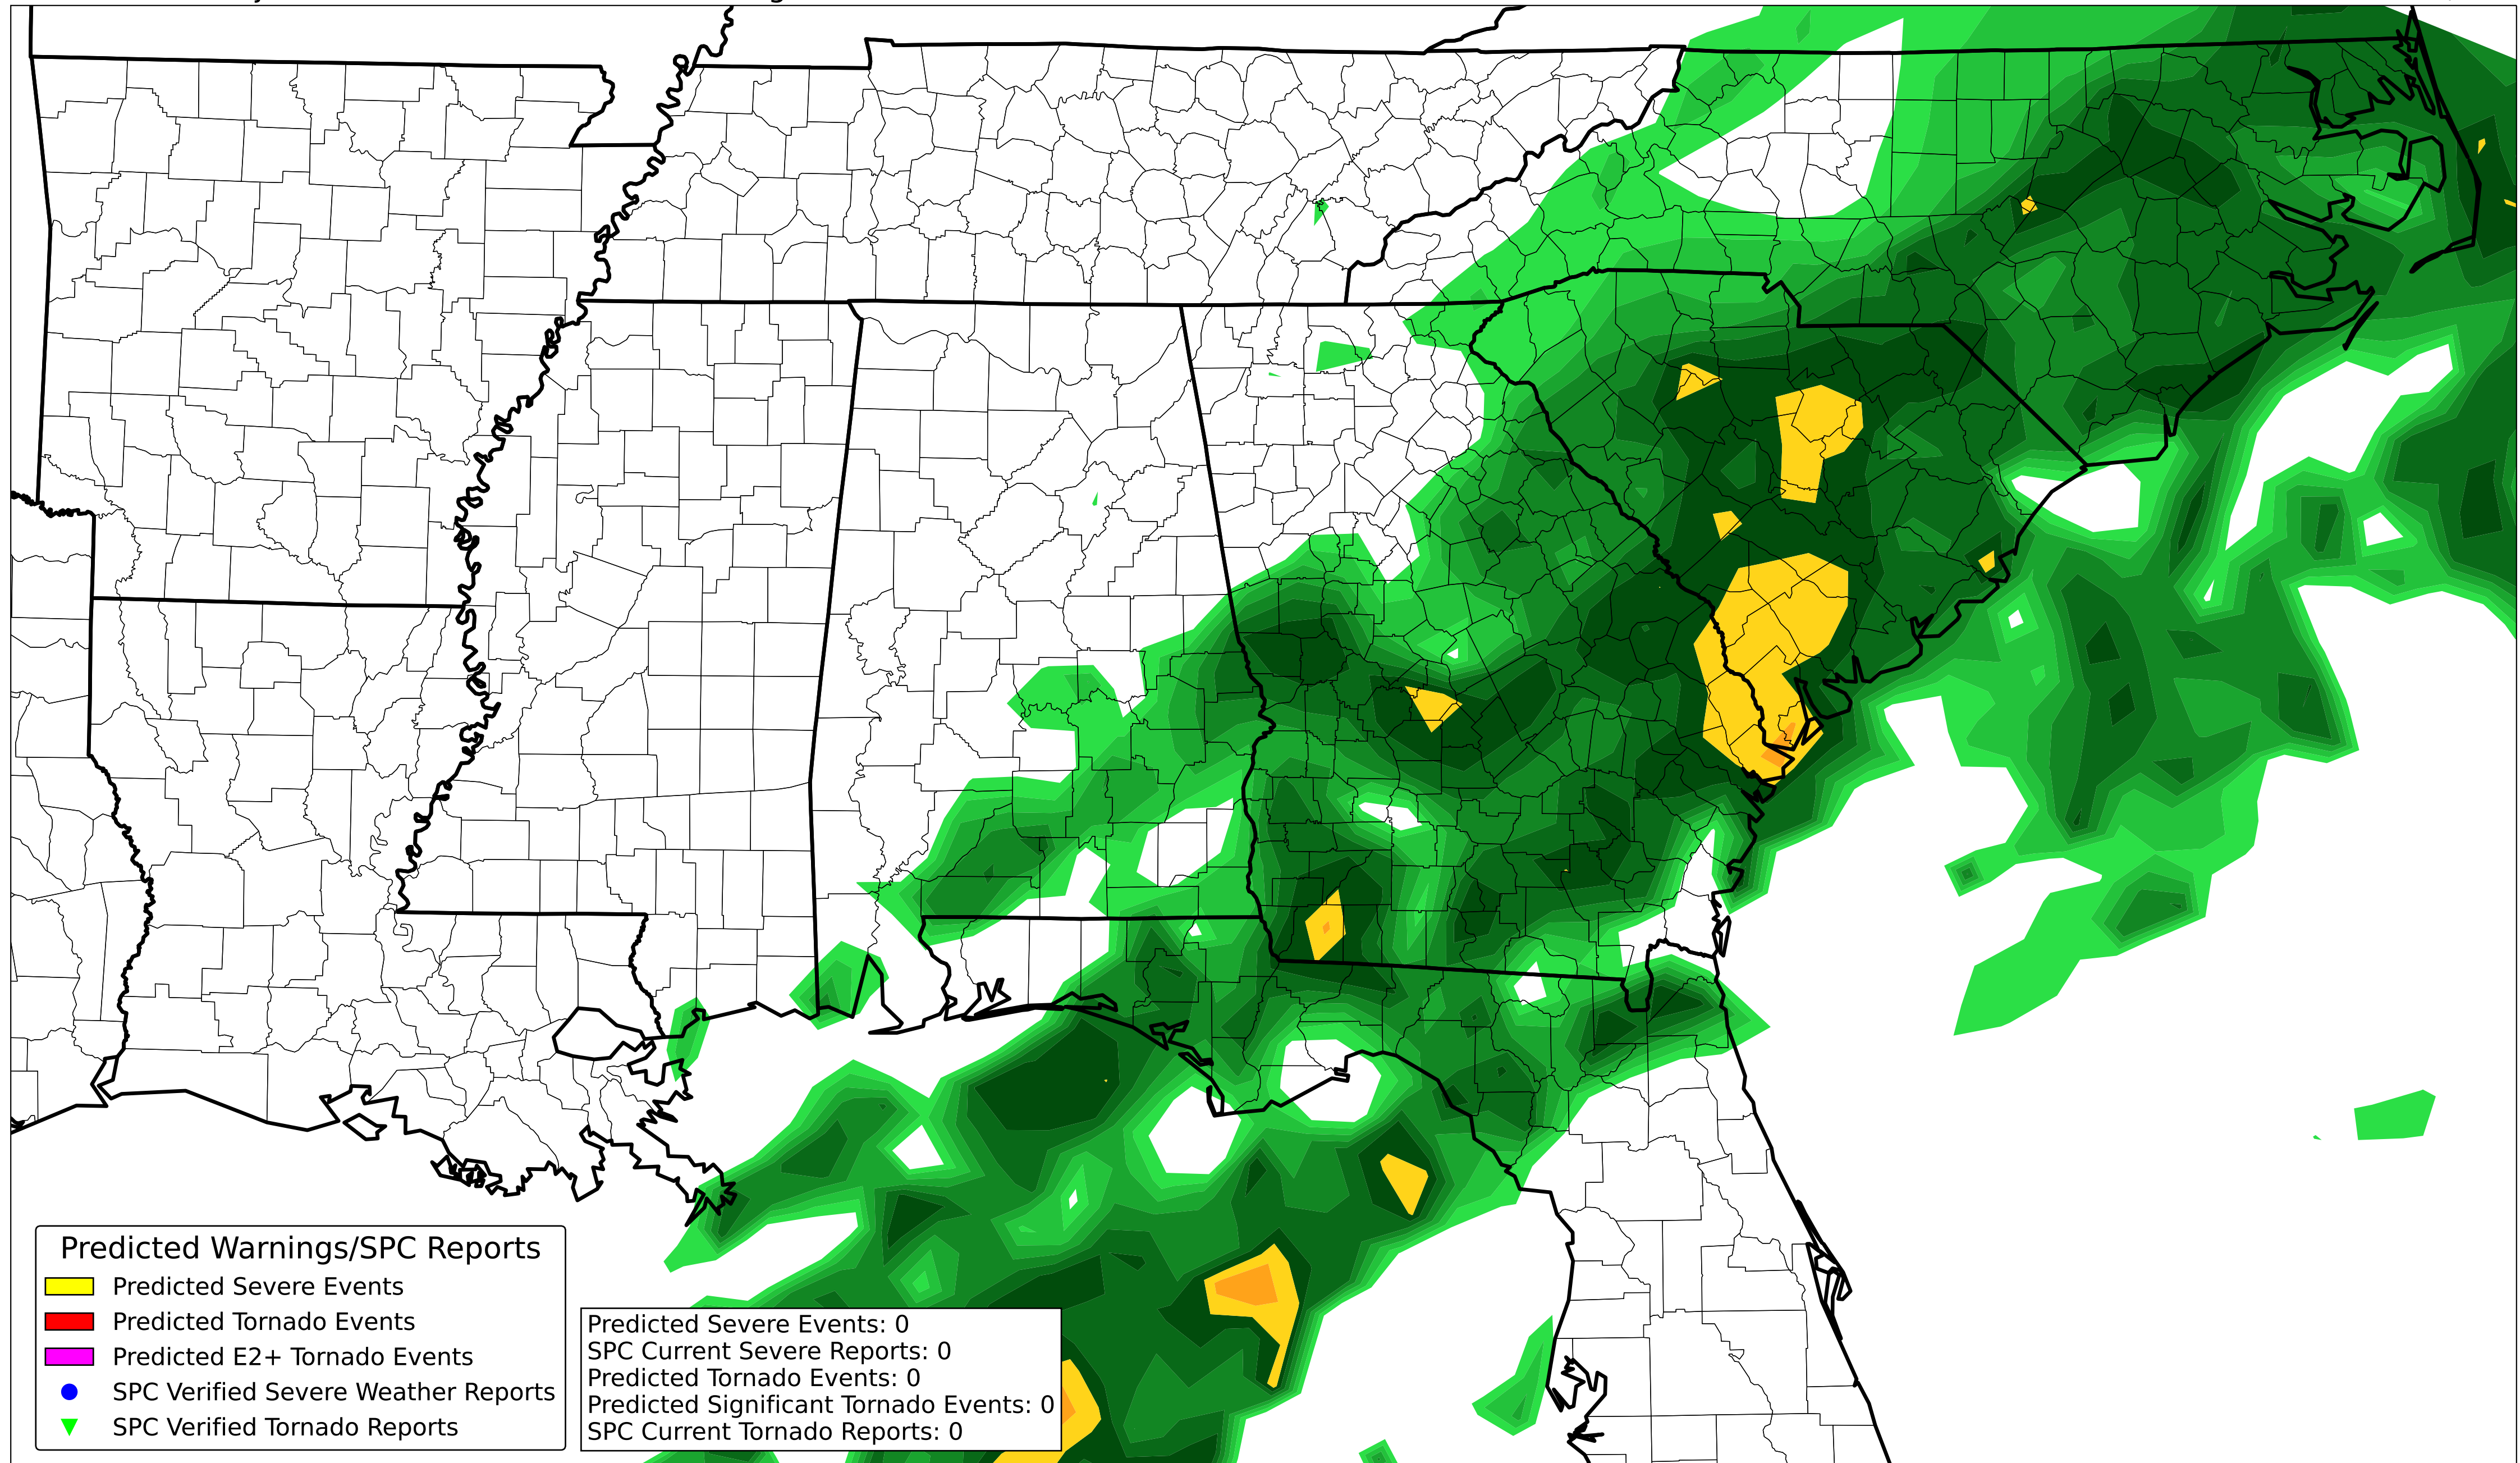 Predicted Warnings/SPC Reports
Predicted Severe Events
Predicted Tornado Events
Predicted E2+ Tornado Events
SPC Verified Severe Weather Reports
SPC Verified Tornado Reports
Predicted Severe Events: 0
SPC Current Severe Reports: 0
Predicted Tornado Events: 0
Predicted Significant Tornado Events: 0
SPC Current Tornado Reports: 0